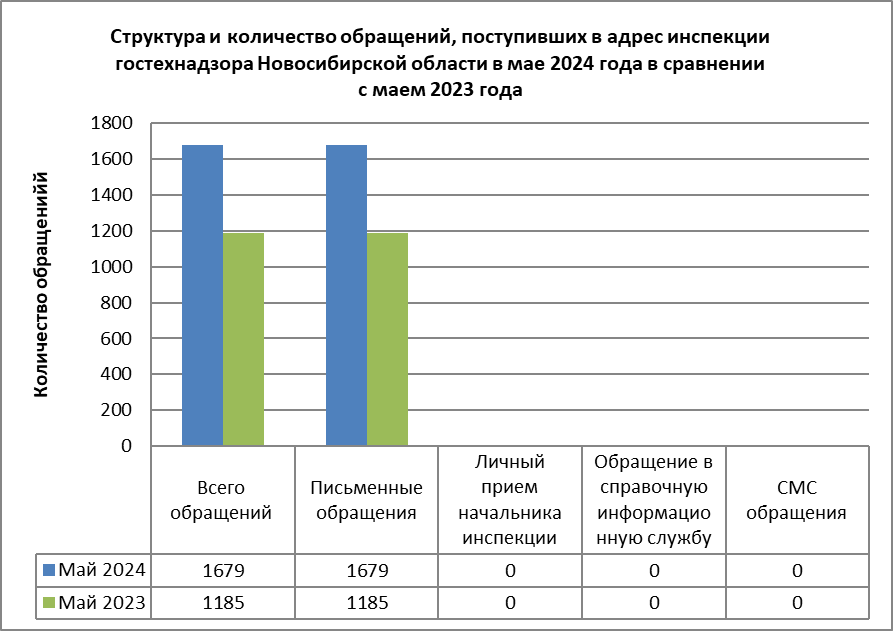 Структура и количество обращений, поступивших в адрес инспекции
гостехнадзора Новосибирской области в мае 2024 года в сравнении
с маем 2023 года
Количество обращенийй
1800
1600
1400
1200
1000
800
600
400
200
0
Всего
обращений
Письменные
обращения
Личный
прием
начальника
инспекции
Обращение в
справочную
информацио
нную службу
СМС
обращения
Май 2024 1679 1679 0 0 0
Май 2023 1185 1185 0 0 0